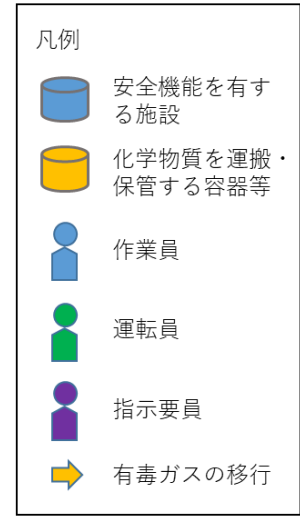 凡例
安全機能を有す
る施設
化学物質を運搬・
保管する容器等
作業員
運転員
指示要員
有毒ガスの移行